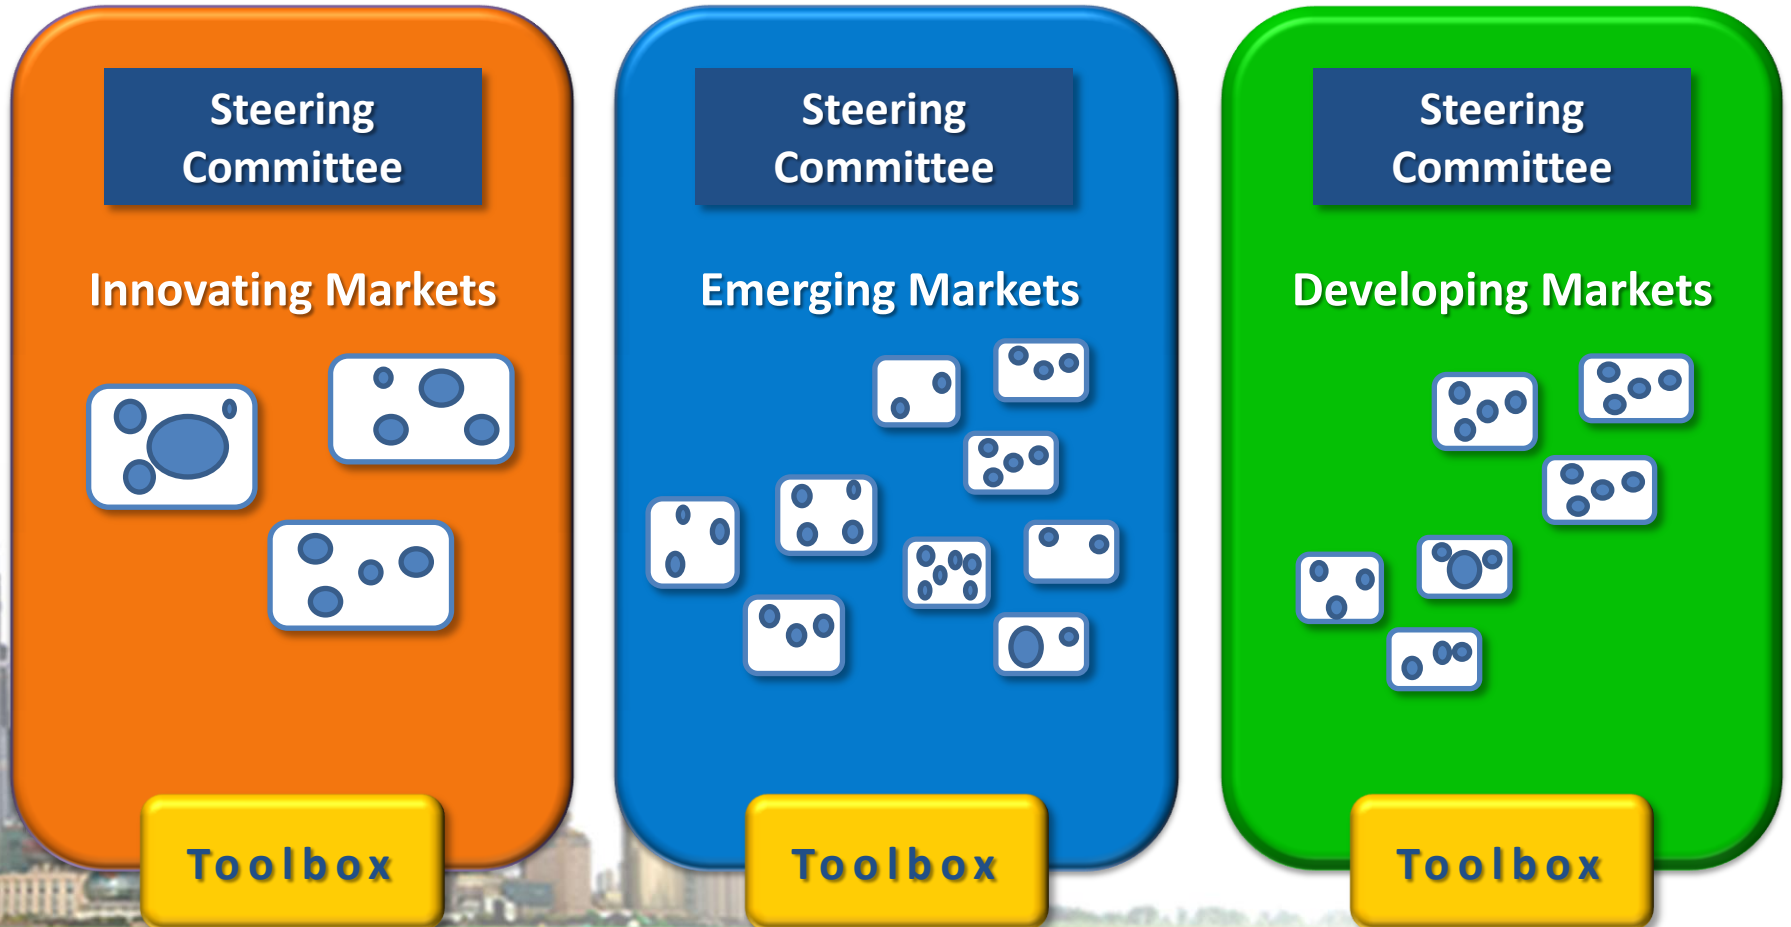 Steering
Committee
Innovating Markets
Toolbox
Steering
Committee
Emerging Markets
Toolbox
Steering
Committee
Developing Markets
Toolbox